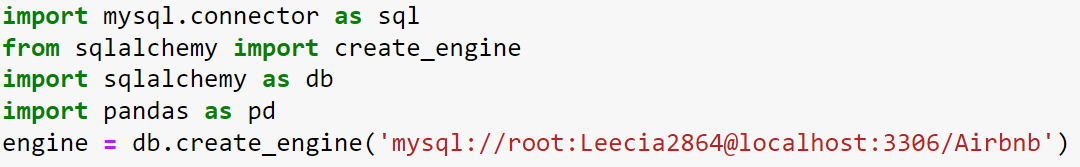 import mysql.connector as sql
from sqlalchemy import create_engine
import sqlalchemy as db
import pandas as pd
engine = db.create_engine('mysql://root:Leecia2864@localhost:3306/Airbnb')